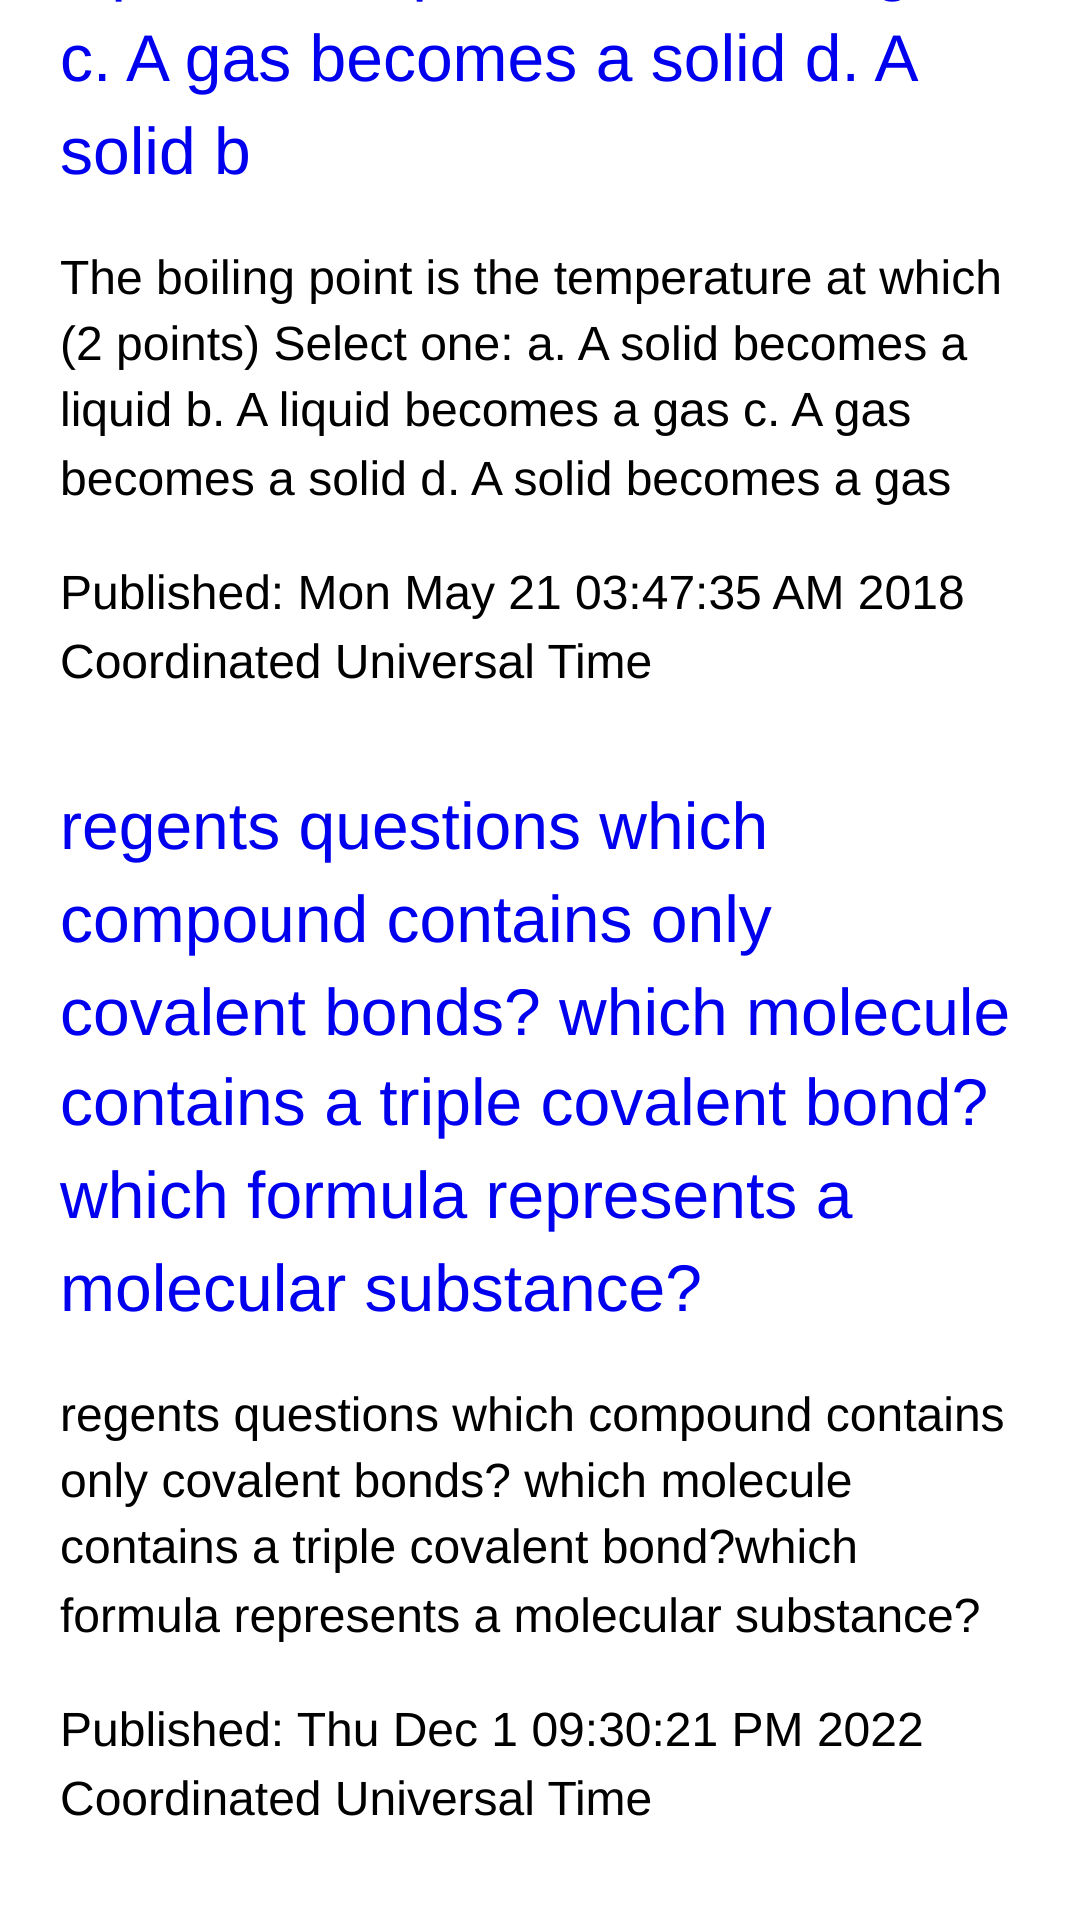 c. A gas becomes a solid d. A
solid b
The boiling point is the temperature at which
(2 points) Select one: a. A solid becomes a
liquid b. A liquid becomes a gas c. A gas
becomes a solid d. A solid becomes a gas
Published: Mon May 21 03:47:35 AM 2018
Coordinated Universal Time
regents questions which
compound contains only
covalent bonds? which molecule
contains a triple covalent bond?
which formula represents a
molecular substance?
regents questions which compound contains
only covalent bonds? which molecule
contains a triple covalent bond?which
formula represents a molecular substance?
Published: Thu Dec 1 09:30:21 PM 2022
Coordinated Universal Time